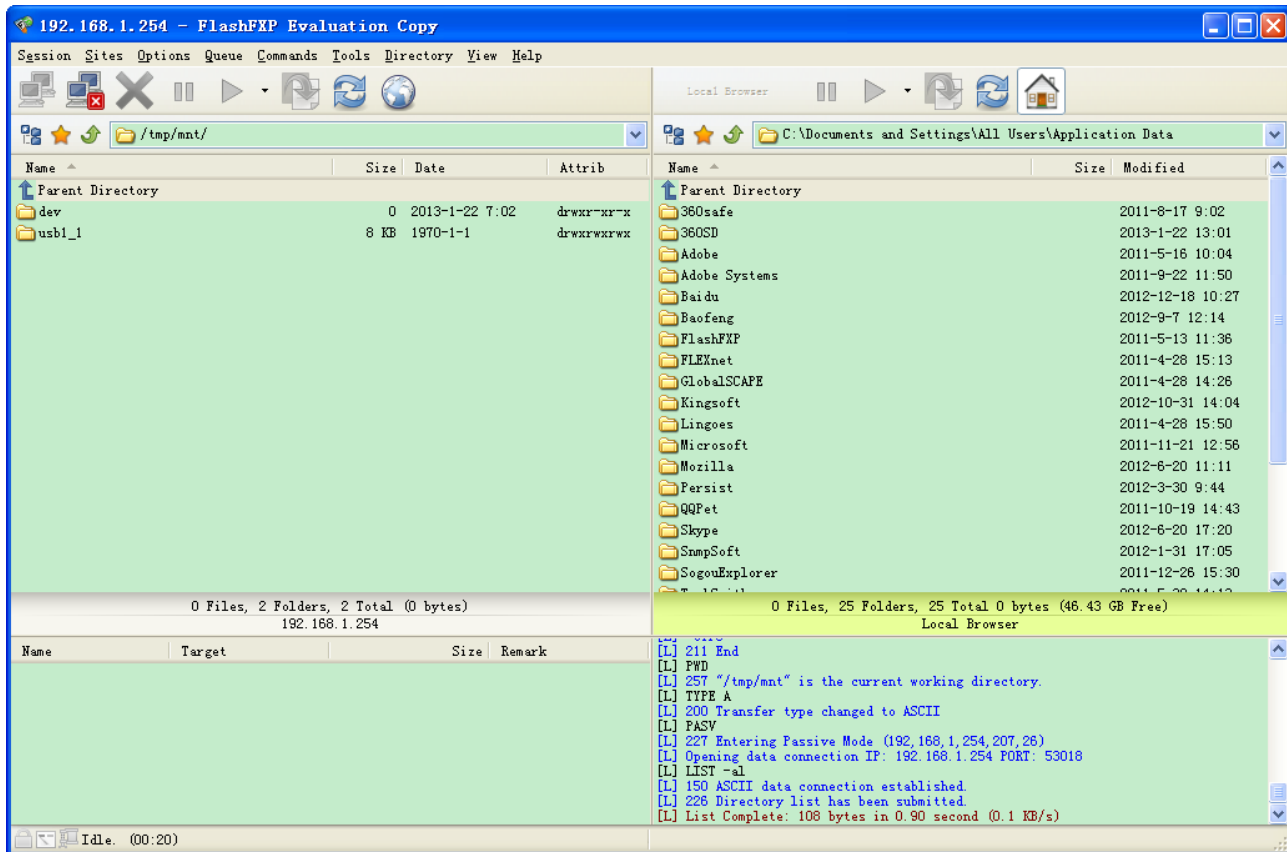 192.168.1.254 - FlashFXP Evaluation Copy
Session Sites Options Queue Commands Tools Directory View Help
Local Browser
/tmp/mnt/
C:\Documents and Settings\All Users\Application Data
Name Size Date Attrib
Parent Directory
dev 0 2013-1-22 7:02 drwxr-xr-x
usb1_1 8 KB 1970-1-1 drwxrwxrwx
0 Files, 2 Folders, 2 Total (0 bytes)
192.168.1.254
Name Size Modified
Parent Directory
360safe 2011-8-17 9:02
360SD 2013-1-22 13:01
Adobe 2011-5-16 10:04
Adobe Systems 2011-9-22 11:50
Baidu 2012-12-18 10:27
Baofeng 2012-9-7 12:14
FlashFXP 2011-5-13 11:36
FLEXnet 2011-4-28 15:13
GlobalSCAPE 2011-4-28 14:26
Kingsoft 2012-10-31 14:04
Lingoes 2011-4-28 15:50
Microsoft 2011-11-21 12:56
Mozilla 2012-6-20 11:11
Persist 2012-3-30 9:44
QQPet 2011-10-19 14:43
Skype 2012-6-20 17:20
SnmpSoft 2012-1-31 17:05
SogouExplorer 2011-12-26 15:30
0 Files, 25 Folders, 25 Total 0 bytes (46.43 GB Free)
Local Browser
Name Target Size Remark
[L] 211 End
[L] PWD
[L] 257 "/tmp/mnt" is the current working directory.
[L] TYPE A
[L] 200 Transfer type changed to ASCII
[L] PASV
[L] 227 Entering Passive Mode (192,168,1,254,207,26)
[L] Opening data connection IP: 192.168.1.254 PORT: 53018
[L] LIST -al
[L] 150 ASCII data connection established.
[L] 226 Directory list has been submitted.
[L] List Complete: 108 bytes in 0.90 second (0.1 KB/s)
Idle. (00:20)